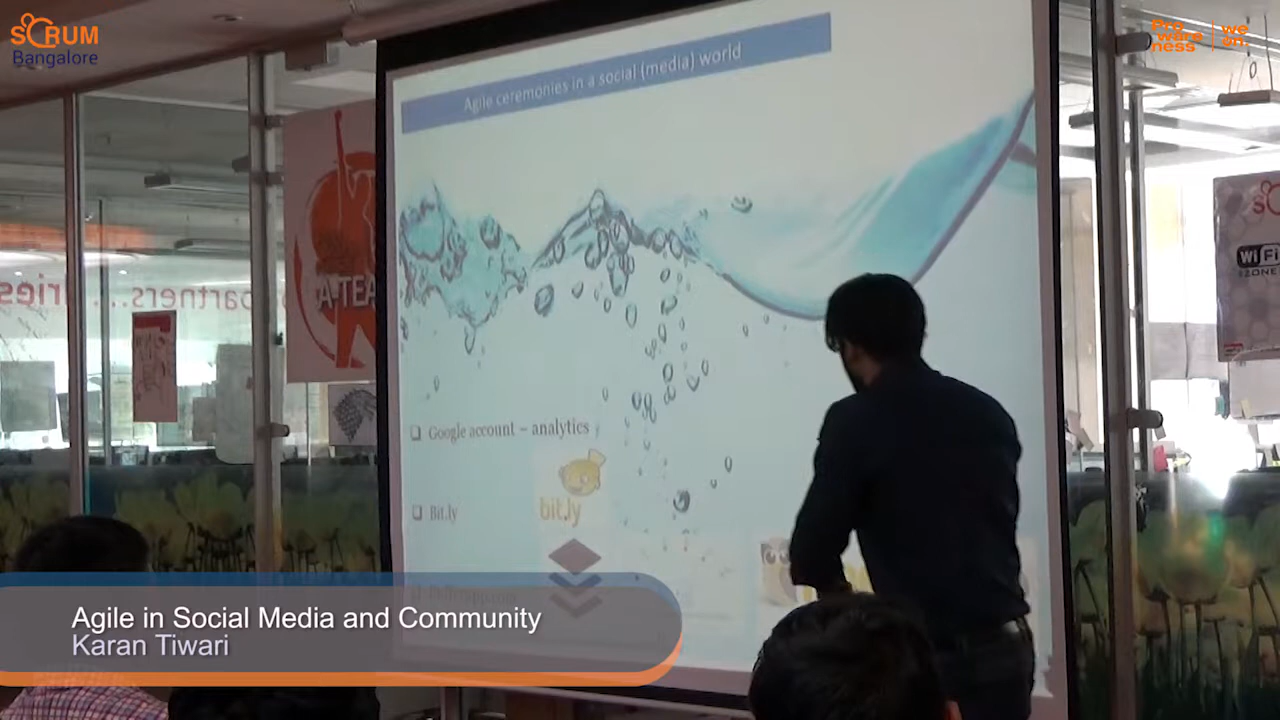 SCRUM
Bangalore
Pro
ware
ness
we
on.
Agile ceremonies in a social (media) world
A-TEA
partners...
WiFi
ZONE
Google account – analytics
Bit.ly
bit.ly
Agile in Social Media and Community
Karan Tiwari